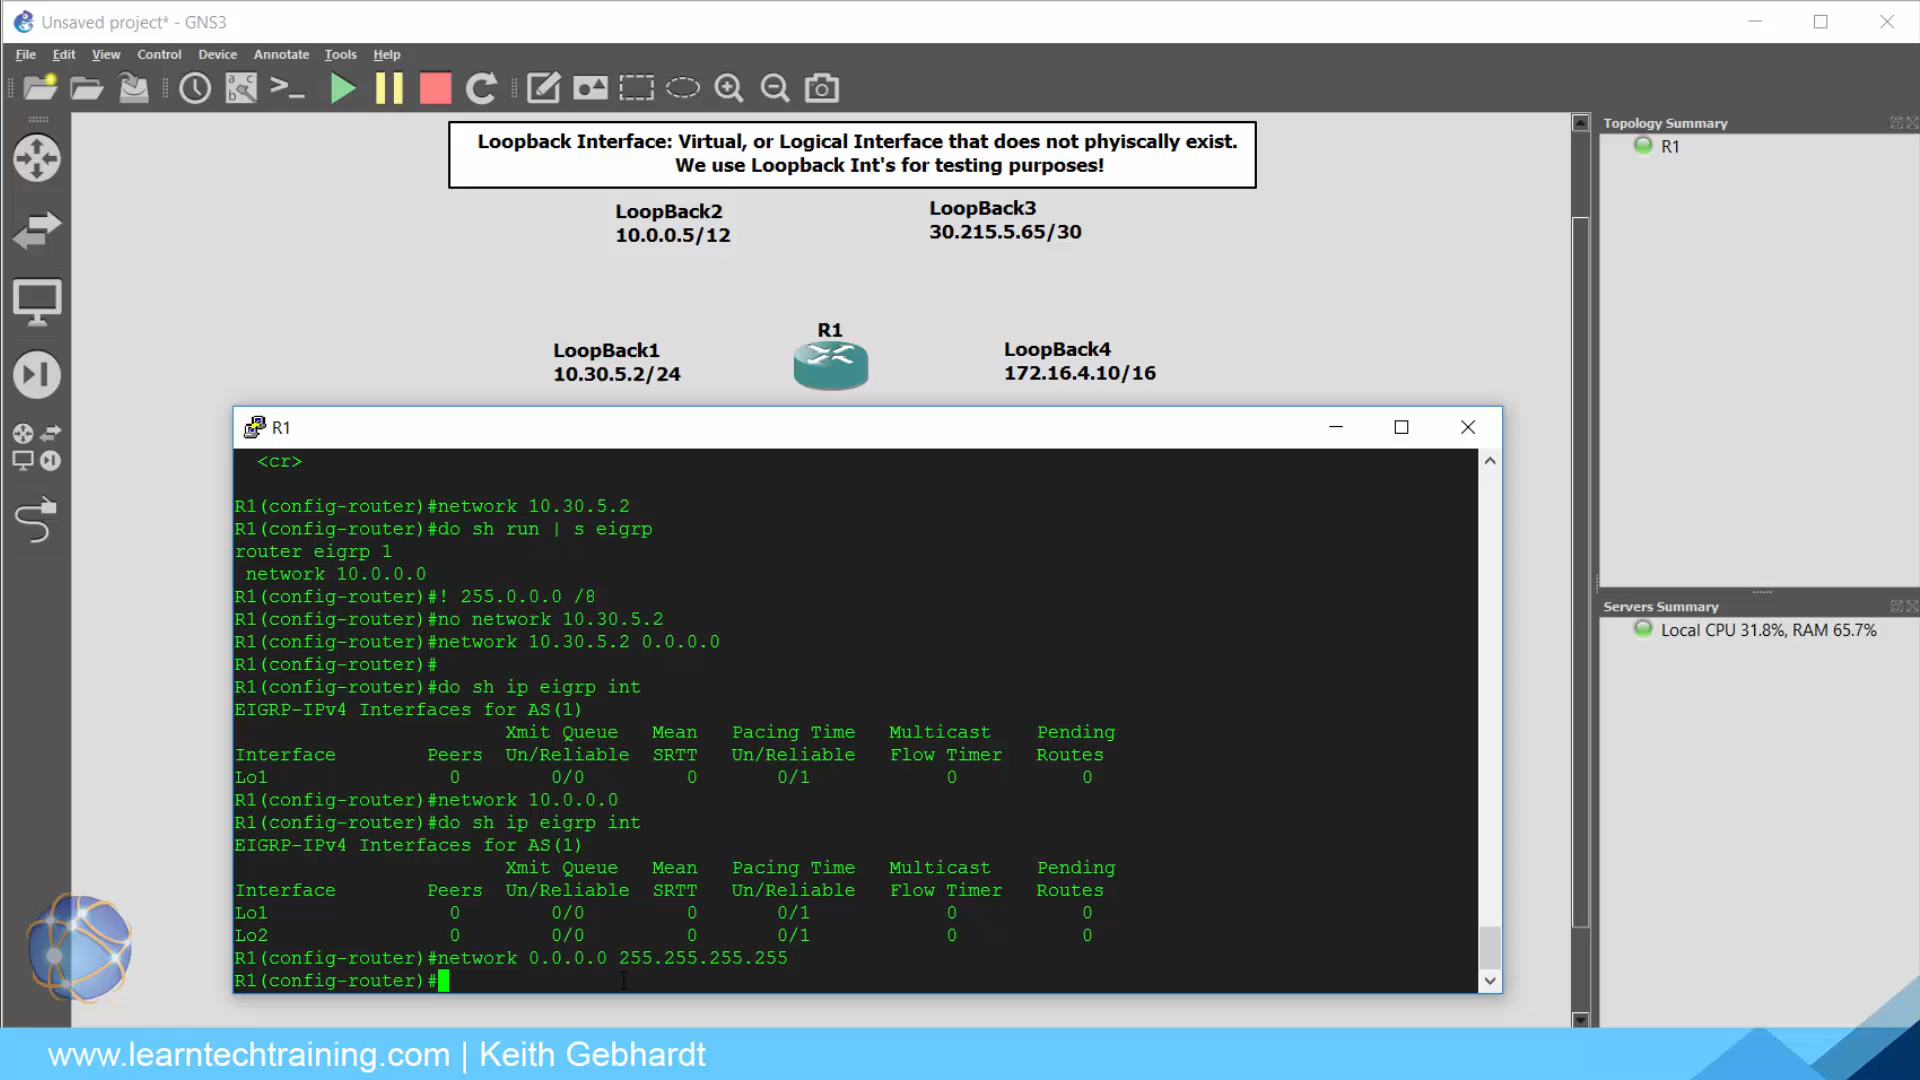 Unsaved project* - GNS3
File Edit View Control Device Annotate Tools Help
Loopback Interface: Virtual, or Logical Interface that does not phyiscally exist.
We use Loopback Int's for testing purposes!
LoopBack2
10.0.0.5/12
LoopBack3
30.215.5.65/30
R1
LoopBack1
10.30.5.2/24
LoopBack4
172.16.4.10/16
Topology Summary
R1
Servers Summary
Local CPU 31.8%, RAM 65.7%
R1
<cr>
R1(config-router)#network 10.30.5.2
R1(config-router)#do sh run | s eigrp
router eigrp 1
network 10.0.0.0
R1(config-router)#! 255.0.0.0 /8
R1(config-router)#no network 10.30.5.2
R1(config-router)#network 10.30.5.2 0.0.0.0
R1(config-router)#
R1(config-router)#do sh ip eigrp int
EIGRP-IPv4 Interfaces for AS(1)
Xmit Queue Mean Pacing Time Multicast Pending
Interface Peers Un/Reliable SRTT Un/Reliable Flow Timer Routes
Lo1 0 0/0 0 0/1 0 0
R1(config-router)#network 10.0.0.0
R1(config-router)#do sh ip eigrp int
EIGRP-IPv4 Interfaces for AS(1)
Xmit Queue Mean Pacing Time Multicast Pending
Interface Peers Un/Reliable SRTT Un/Reliable Flow Timer Routes
Lo1 0 0/0 0 0/1 0 0
Lo2 0 0/0 0 0/1 0 0
R1(config-router)#network 0.0.0.0 255.255.255.255
R1(config-router)#
www.learntechtraining.com | Keith Gebhardt